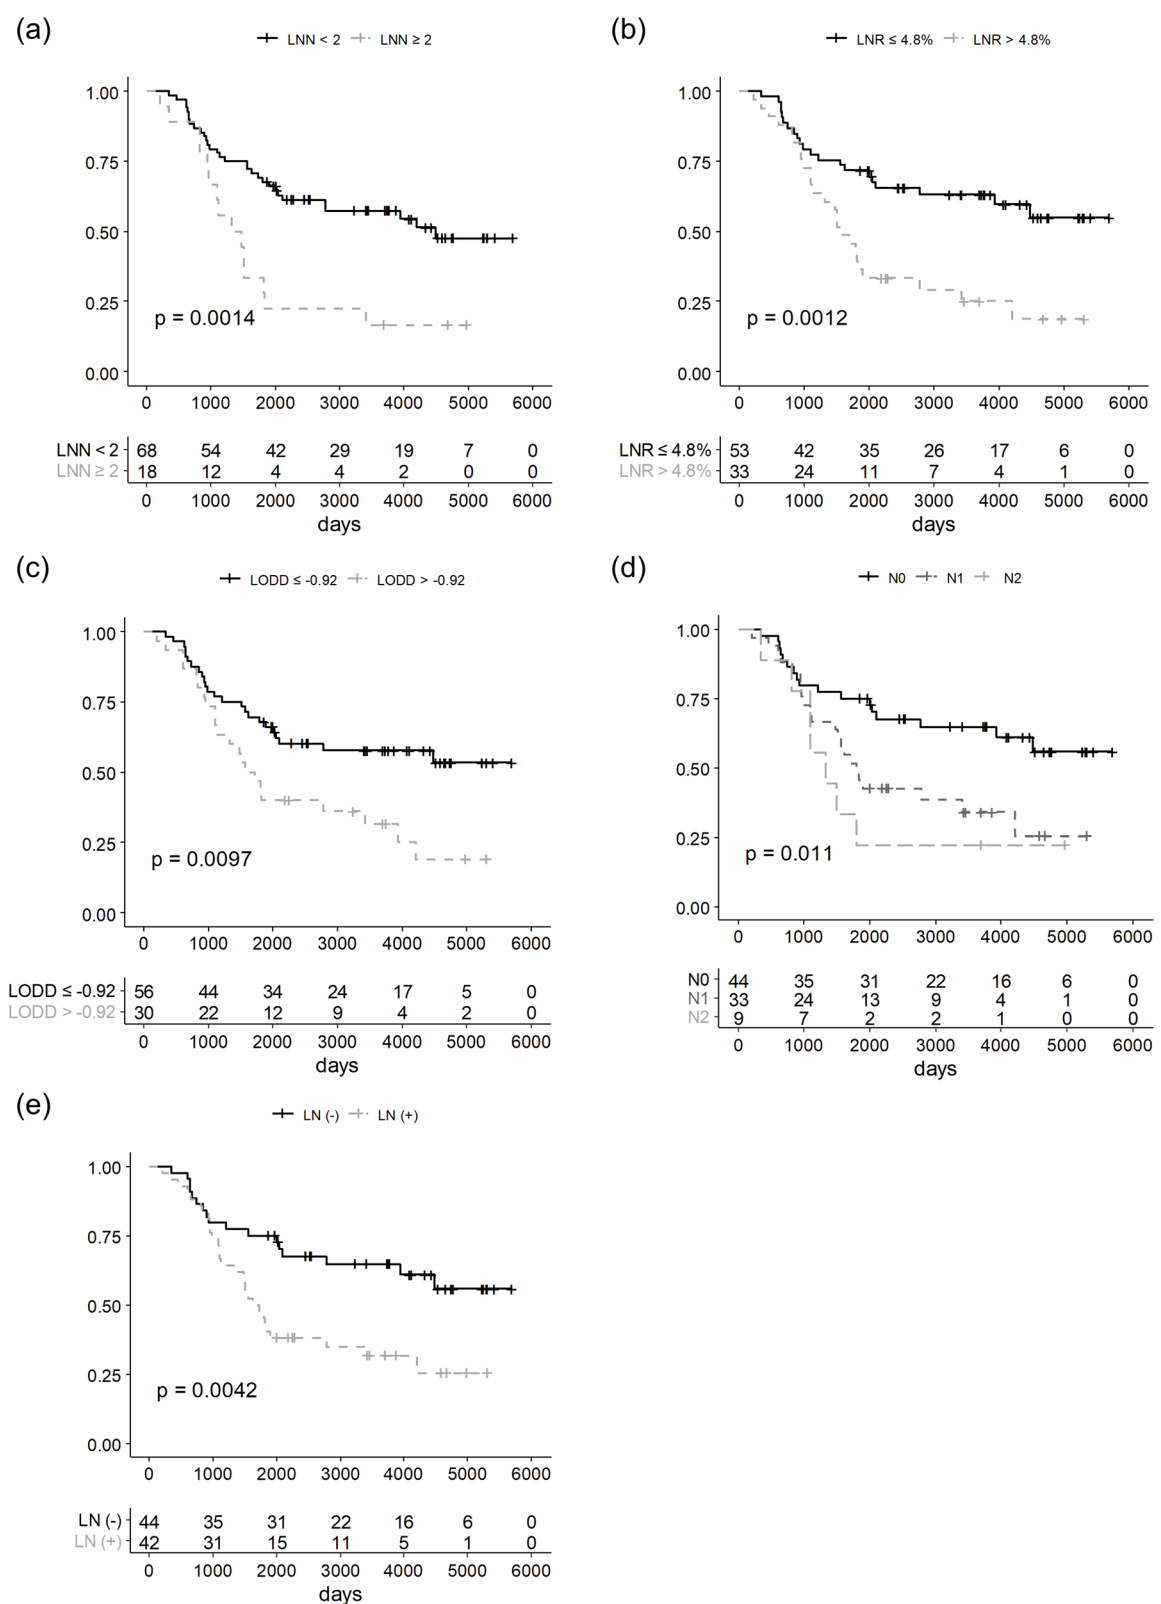 (a)
LNN < 2 LNN ≥ 2
1.00
0.75
0.50
0.25
0.00
p = 0.0014
0 1000 2000 3000 4000 5000 6000
LNN < 2 68 54 42 29 19 7 0
LNN ≥ 2 18 12 4 4 2 0 0
0 1000 2000 3000 4000 5000 6000
days
(b)
LNR ≤ 4.8% LNR > 4.8%
1.00
0.75
0.50
0.25
0.00
p = 0.0012
0 1000 2000 3000 4000 5000 6000
LNR ≤ 4.8% 53 42 35 26 17 6 0
LNR > 4.8% 33 24 11 7 4 1 0
0 1000 2000 3000 4000 5000 6000
days
(c)
LODD ≤ -0.92 LODD > -0.92
1.00
0.75
0.50
0.25
0.00
p = 0.0097
0 1000 2000 3000 4000 5000 6000
LODD ≤ -0.92 56 44 34 24 17 5 0
LODD > -0.92 30 22 12 9 4 2 0
0 1000 2000 3000 4000 5000 6000
days
(d)
N0 N1 N2
1.00
0.75
0.50
0.25
0.00
p = 0.011
0 1000 2000 3000 4000 5000 6000
N0 44 35 31 22 16 6 0
N1 33 24 13 9 4 1 0
N2 9 7 2 2 1 0 0
0 1000 2000 3000 4000 5000 6000
days
(e)
LN (-) LN (+)
1.00
0.75
0.50
0.25
0.00
p = 0.0042
0 1000 2000 3000 4000 5000 6000
LN (-) 44 35 31 22 16 6 0
LN (+) 42 31 15 11 5 1 0
0 1000 2000 3000 4000 5000 6000
days